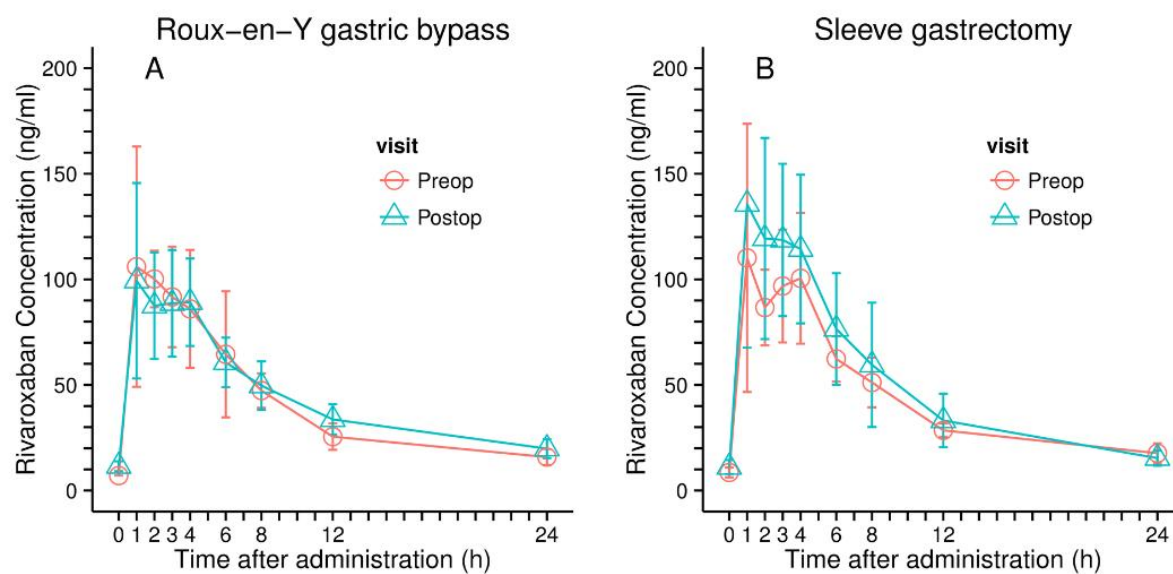 Roux−en−Y gastric bypass
A
Rivaroxaban Concentration (ng/ml)
200
150
100
50
0
visit
Preop
Postop
0 1 2 3 4 6 8 12 24
Time after administration (h)
Sleeve gastrectomy
B
Rivaroxaban Concentration (ng/ml)
200
150
100
50
0
visit
Preop
Postop
0 1 2 3 4 6 8 12 24
Time after administration (h)